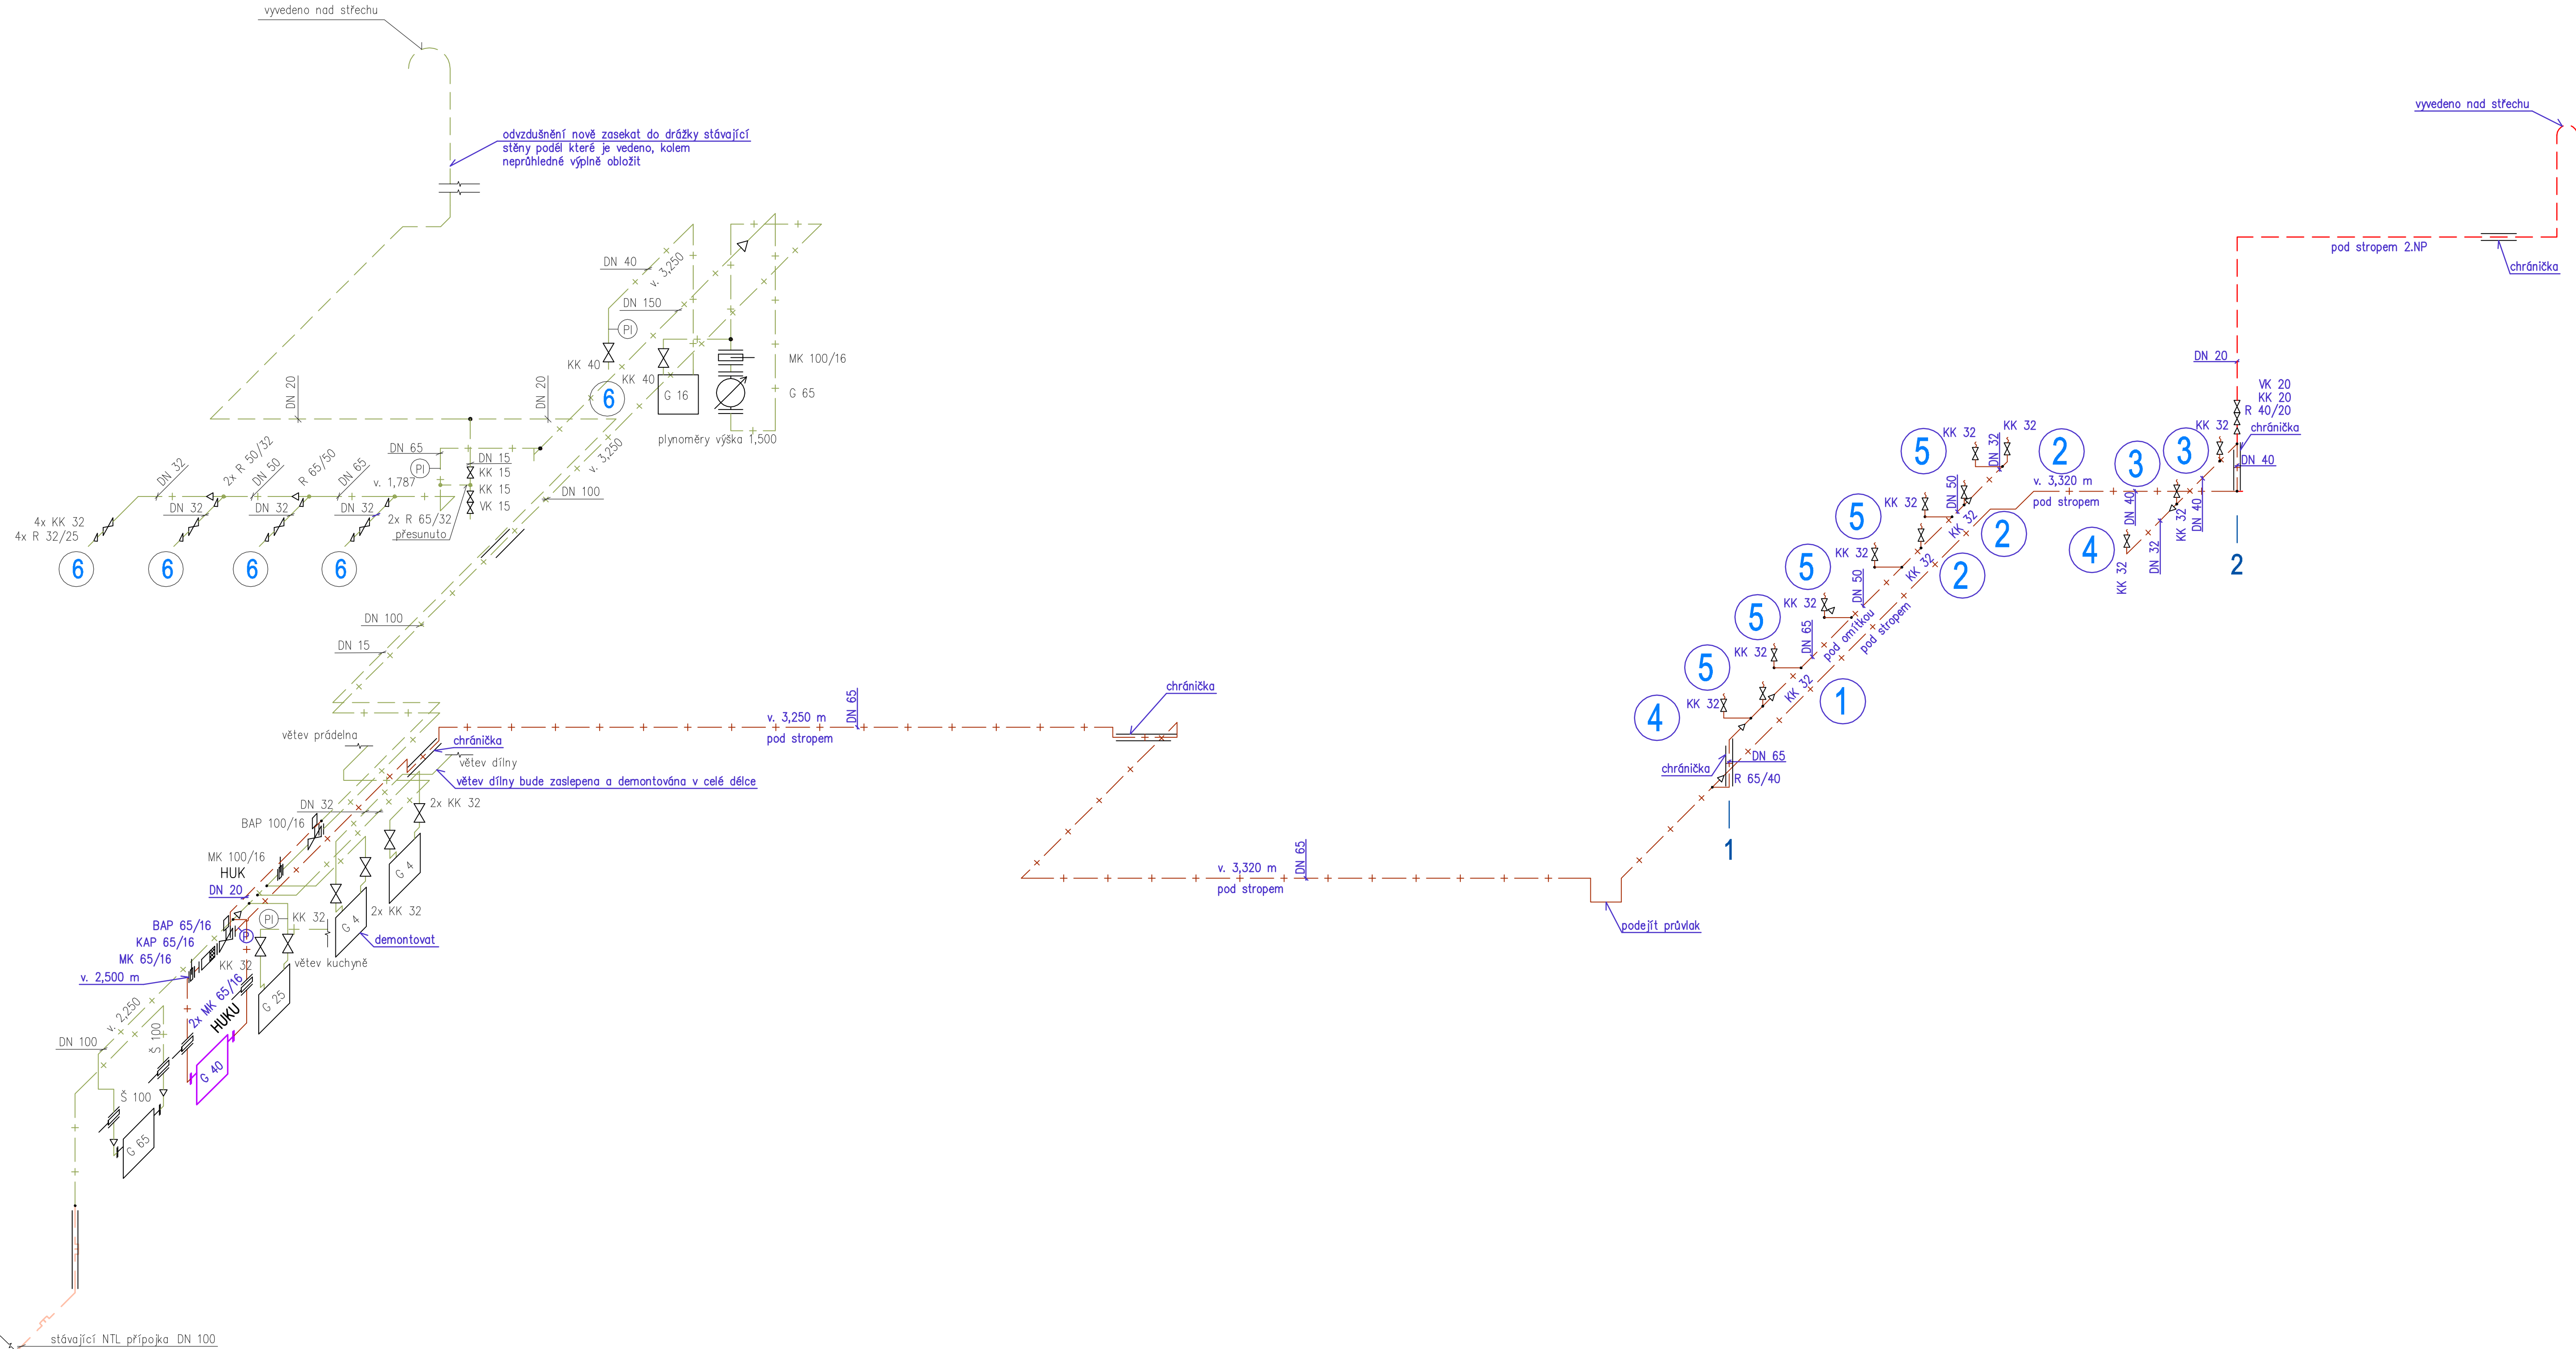 vyvedeno nad střechu
odvzdušnění nově zasekat do drážky stávající
stěny podél které je vedeno, kolem
neprůhledné výplně obložit
DN 40
v. 3,250
DN 150
PI
KK 40
KK 40
6
G 16
MK 100/16
G 65
plynoměry výška 1,500
DN 20
DN 20
DN 65
PI
DN 15
KK 15
KK 15
VK 15
v. 3,250
DN 100
DN 32
2x R 50/32
DN 50
R 65/50
DN 65
v. 1,787
DN 32
DN 32
DN 32
2x R 65/32
přesunuto
4x KK 32
4x R 32/25
6
6
6
6
DN 100
DN 15
větev prádelna
chránička
větev dílny
větev dílny bude zaslepena a demontována v celé délce
DN 32
2x KK 32
BAP 100/16
MK 100/16
HUK
DN 20
G 4
G 4
2x KK 32
demontovat
BAP 65/16
KAP 65/16
MK 65/16
v. 2,500 m
P
PI
KK 32
KK 32
větev kuchyně
G 25
2x MK 65/16
HUKU
G 40
v. 2,250
DN 100
Š 100
Š 100
G 65
stávající NTL přípojka DN 100
v. 3,250 m
pod stropem
DN 65
chránička
v. 3,320 m
pod stropem
DN 65
podejít průvlak
chránička
DN 65
R 65/40
1
4
KK 32
KK 32
1
5
KK 32
DN 65
pod omítkou
pod stropem
5
KK 32
DN 50
5
KK 32
KK 32
2
5
KK 32
KK 32
2
DN 50
5
KK 32
DN 32
KK 32
2
v. 3,320 m
pod stropem
DN 40
3
3
KK 32
4
KK 32
DN 32
KK 32
DN 40
DN 40
chránička
2
DN 20
VK 20
KK 20
R 40/20
pod stropem 2.NP
chránička
vyvedeno nad střechu